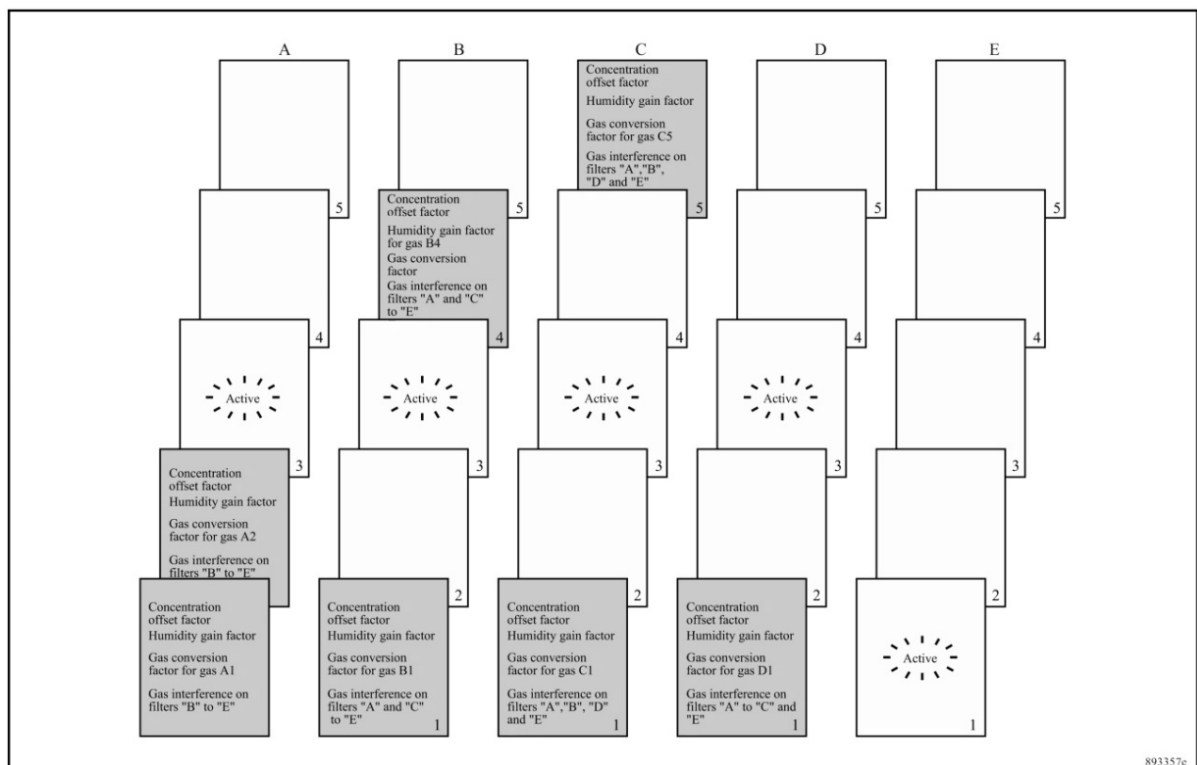 A B C D E
Concentration
offset factor
Humidity gain factor
Gas conversion
factor for gas C5
Gas interference on
filters "A","B",
"D" and "E"
5 5 5 5 5
Concentration
offset factor
Humidity gain factor
for gas B4
Gas conversion
factor
Gas interference on
filters "A" and "C"
to "E"
4 4 4 4 4
Active Active Active Active
3 3 3 3 3
Concentration
offset factor
Humidity gain factor
Gas conversion
factor for gas A2
Gas interference on
filters "B" to "E"
2 2 2 2
Concentration
offset factor
Humidity gain factor
Gas conversion
factor for gas A1
Gas interference on
filters "B" to "E"
Concentration
offset factor
Humidity gain factor
Gas conversion
factor for gas B1
Gas interference on
filters "A" and "C"
to "E"
1
Concentration
offset factor
Humidity gain factor
Gas conversion
factor for gas C1
Gas interference on
filters "A","B", "D"
and "E"
1
Concentration
offset factor
Humidity gain factor
Gas conversion
factor for gas D1
Gas interference on
filters "A" to "C" and
"E"
1
Active
1
893357e